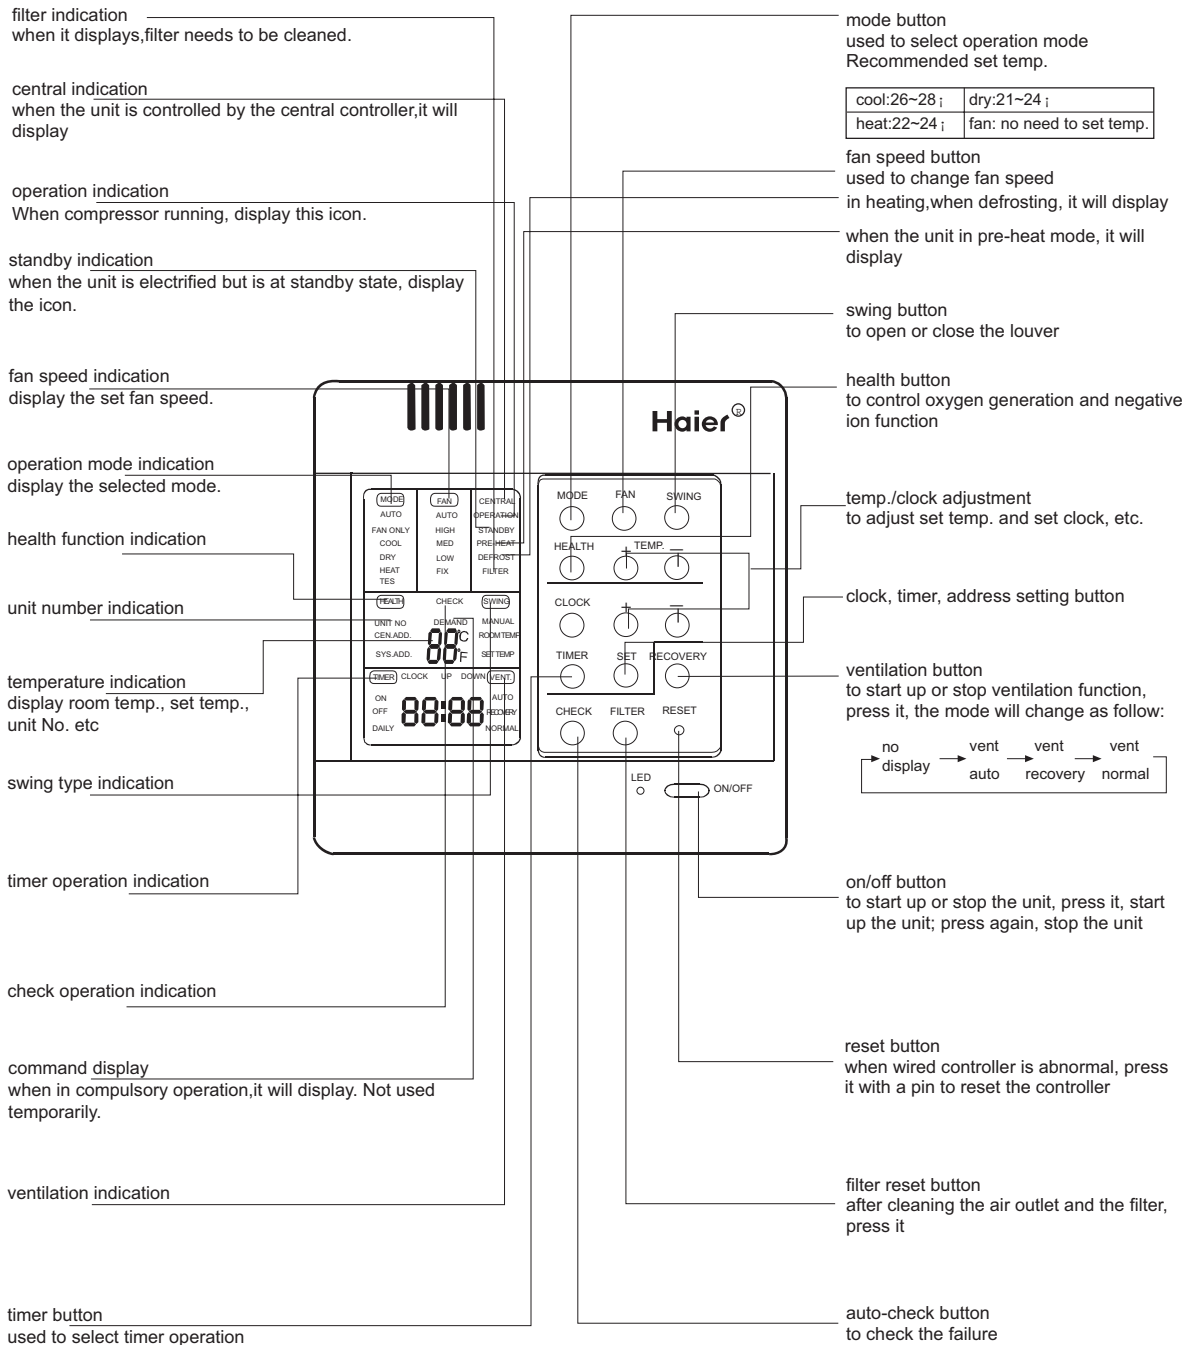 filter indication
when it displays,filter needs to be cleaned.
central indication
when the unit is controlled by the central controller,it will
display
operation indication
When compressor running, display this icon.
standby indication
when the unit is electrified but is at standby state, display
the icon.
fan speed indication
display the set fan speed.
operation mode indication
display the selected mode.
health function indication
unit number indication
temperature indication
display room temp., set temp.,
unit No. etc
swing type indication
timer operation indication
check operation indication
command display
when in compulsory operation,it will display. Not used
temporarily.
ventilation indication
timer button
used to select timer operation
Haier®
MODE
AUTO
FAN ONLY
COOL
DRY
HEAT
TES
FAN
AUTO
HIGH
MED
LOW
FIX
CENTRAL
OPERATION
STANDBY
PRE-HEAT
DEFROST
FILTER
HEALTH CHECK SWING
UNIT NO DEMAND MANUAL
CEN.ADD. 88°C ROOM TEMP
SYS.ADD. 88°F SET TEMP
TIMER CLOCK UP DOWN VENT.
ON AUTO
OFF 88:88 RECOVERY
DAILY NORMAL
MODE FAN SWING
HEALTH + TEMP. −
CLOCK + −
TIMER SET RECOVERY
CHECK FILTER RESET
LED
ON/OFF
mode button
used to select operation mode
Recommended set temp.
cool:26~28 ¡ dry:21~24 ¡
heat:22~24 ¡ fan: no need to set temp.
fan speed button
used to change fan speed
in heating,when defrosting, it will display
when the unit in pre-heat mode, it will
display
swing button
to open or close the louver
health button
to control oxygen generation and negative
ion function
temp./clock adjustment
to adjust set temp. and set clock, etc.
clock, timer, address setting button
ventilation button
to start up or stop ventilation function,
press it, the mode will change as follow:
no vent vent vent
display auto recovery normal
on/off button
to start up or stop the unit, press it, start
up the unit; press again, stop the unit
reset button
when wired controller is abnormal, press
it with a pin to reset the controller
filter reset button
after cleaning the air outlet and the filter,
press it
auto-check button
to check the failure